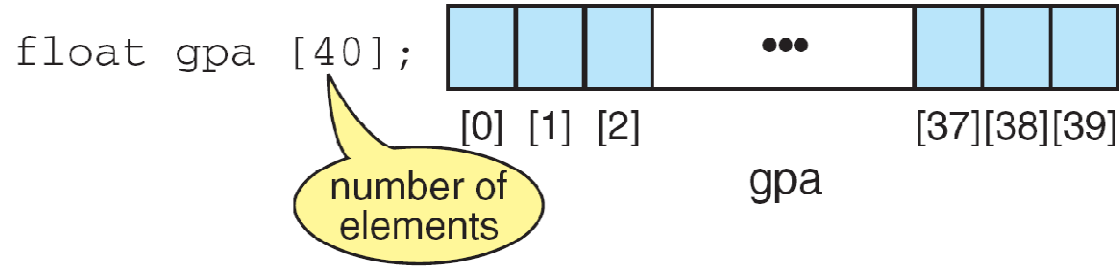 float gpa [40];
•••
[0] [1] [2] [37][38][39]
gpa
number of
elements